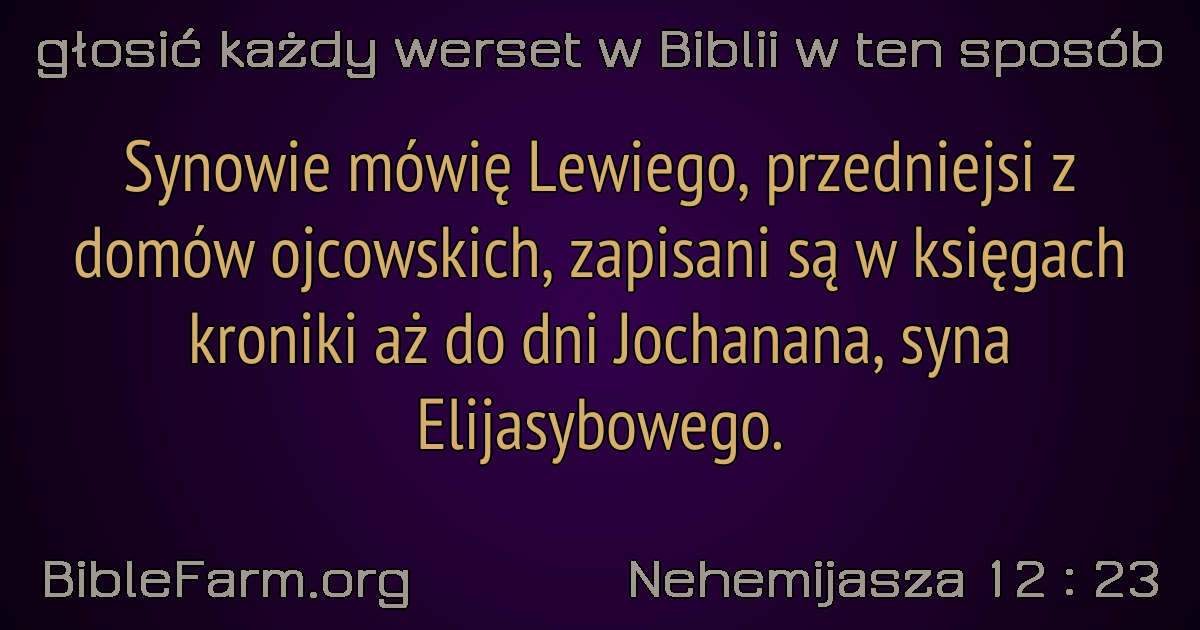 głosić każdy werset w Biblii w ten sposób
Synowie mówię Lewiego, przedniejsi z
domów ojcowskich, zapisani są w księgach
kroniki aż do dni Jochanana, syna
Elijasybowego.
BibleFarm.org
Nehemijasza 12 : 23